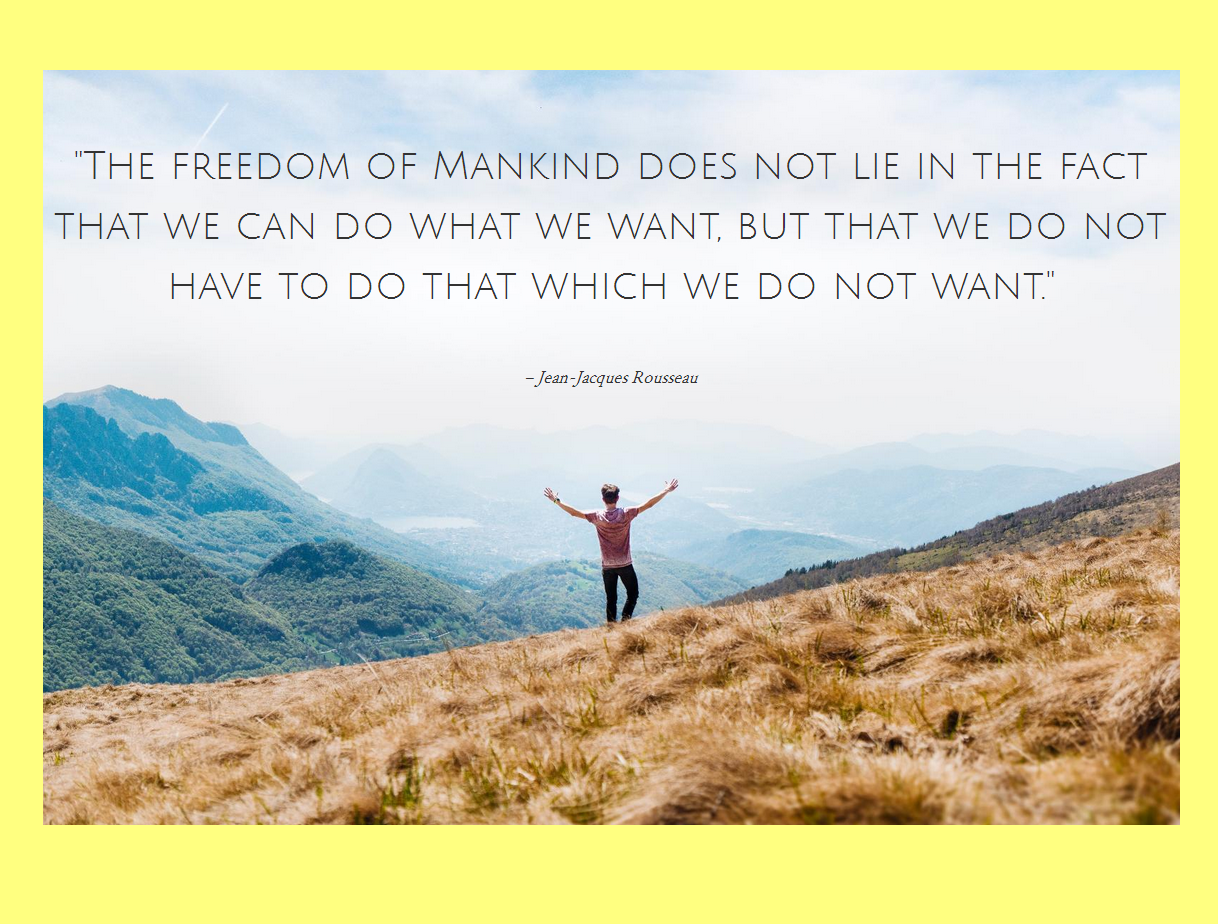 "The freedom of Mankind does not lie in the fact
that we can do what we want, but that we do not
have to do that which we do not want."
– Jean-Jacques Rousseau